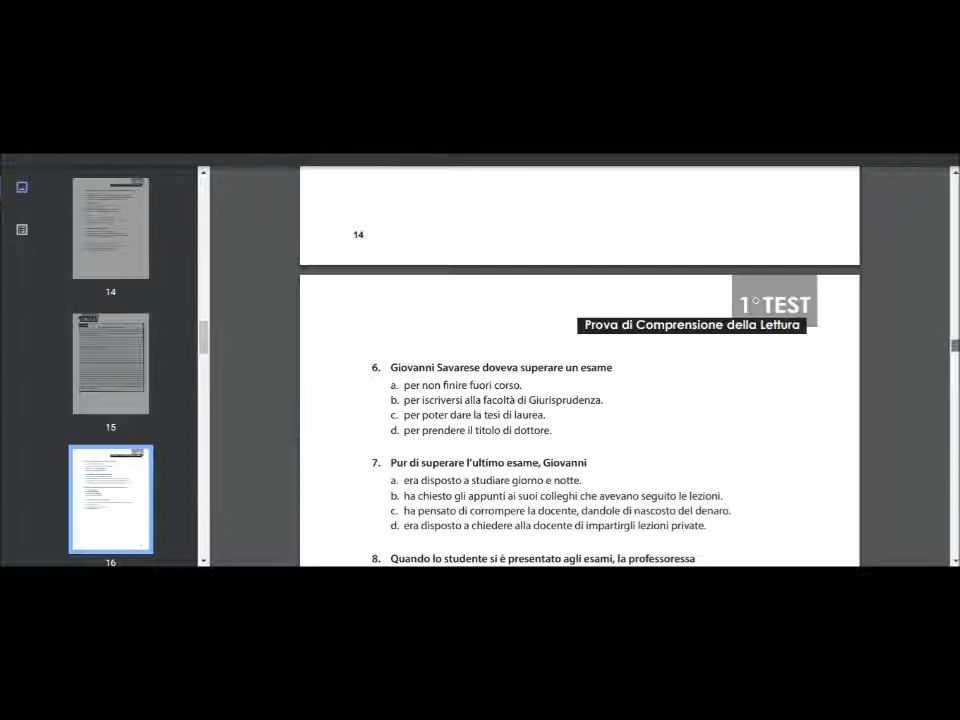 14
15
16
14
1° TEST
Prova di Comprensione della Lettura
6. Giovanni Savarese doveva superare un esame
a. per non finire fuori corso.
b. per iscriversi alla facoltà di Giurisprudenza.
c. per poter dare la tesi di laurea.
d. per prendere il titolo di dottore.
7. Pur di superare l'ultimo esame, Giovanni
a. era disposto a studiare giorno e notte.
b. ha chiesto gli appunti ai suoi colleghi che avevano seguito le lezioni.
c. ha pensato di corrompere la docente, dandole di nascosto del denaro.
d. era disposto a chiedere alla docente di impartirgli lezioni private.
8. Quando lo studente si è presentato agli esami, la professoressa